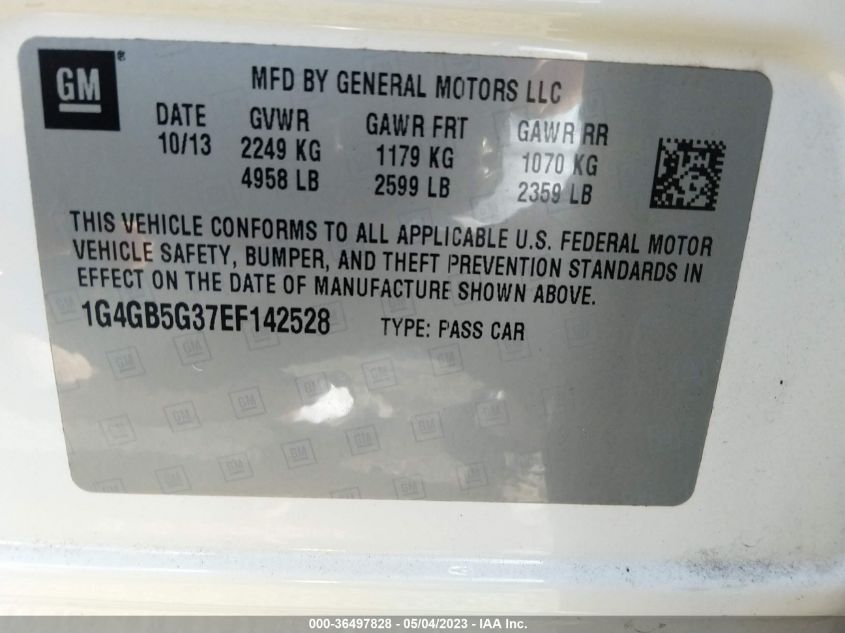 GM®
MFD BY GENERAL MOTORS LLC
DATE GVWR GAWR FRT GAWR RR
10/13 2249 KG 1179 KG 1070 KG
4958 LB 2599 LB 2359 LB
THIS VEHICLE CONFORMS TO ALL APPLICABLE U.S. FEDERAL MOTOR
VEHICLE SAFETY, BUMPER, AND THEFT PREVENTION STANDARDS IN
EFFECT ON THE DATE OF MANUFACTURE SHOWN ABOVE.
1G4GB5G37EF142528 TYPE: PASS CAR
000-36497828 - 05/04/2023 - IAA Inc.